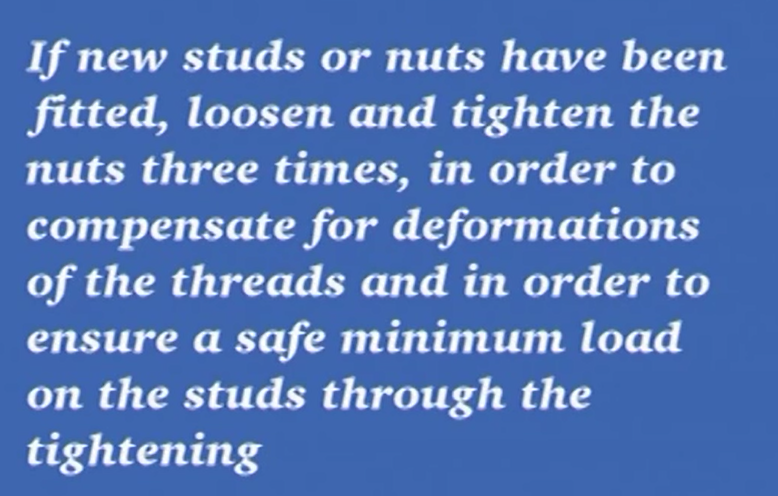 If new studs or nuts have been
fitted, loosen and tighten the
nuts three times, in order to
compensate for deformations
of the threads and in order to
ensure a safe minimum load
on the studs through the
tightening